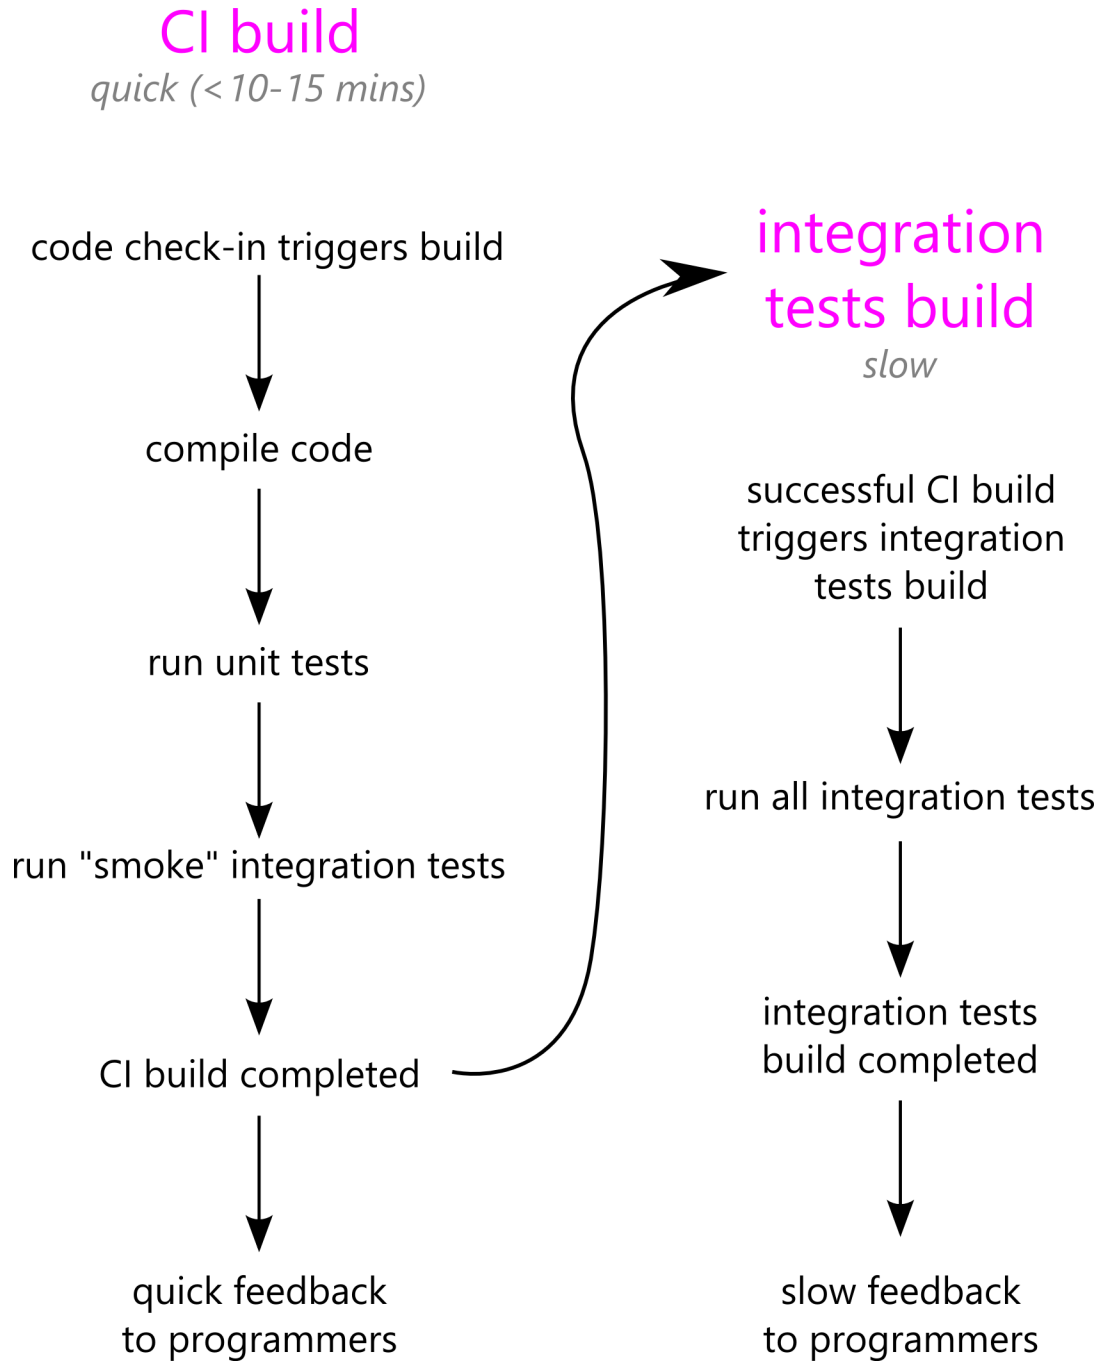 CI build
quick (<10-15 mins)
code check-in triggers build
compile code
run unit tests
run "smoke" integration tests
CI build completed
quick feedback
to programmers
integration
tests build
slow
successful CI build
triggers integration
tests build
run all integration tests
integration tests
build completed
slow feedback
to programmers